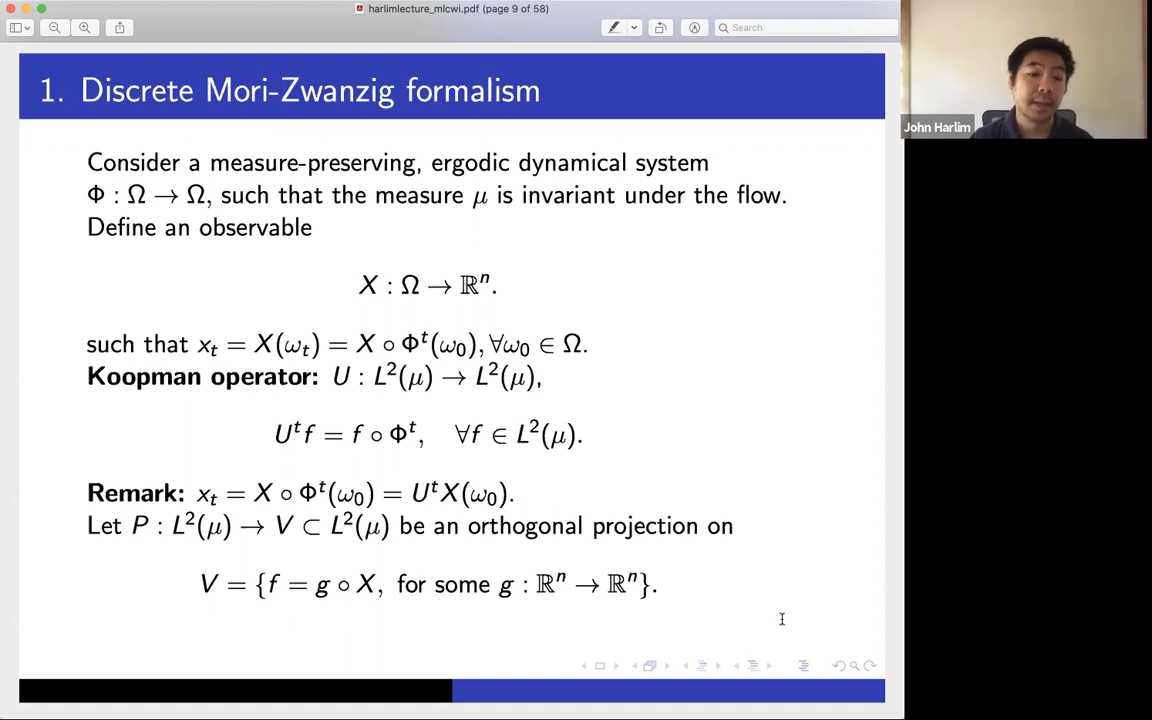 harlimlecture_mlcwi.pdf (page 9 of 58)
Search
1. Discrete Mori-Zwanzig formalism
John Harlim
Consider a measure-preserving, ergodic dynamical system
Φ : Ω → Ω, such that the measure μ is invariant under the flow.
Define an observable
X : Ω → ℝⁿ.
such that xₜ = X(ωₜ) = X ∘ Φᵗ(ω₀), ∀ω₀ ∈ Ω.
Koopman operator: U : L²(μ) → L²(μ),
Uᵗf = f ∘ Φᵗ, ∀f ∈ L²(μ).
Remark: xₜ = X ∘ Φᵗ(ω₀) = UᵗX(ω₀).
Let P : L²(μ) → V ⊂ L²(μ) be an orthogonal projection on
V = {f = g ∘ X, for some g : ℝⁿ → ℝⁿ}.